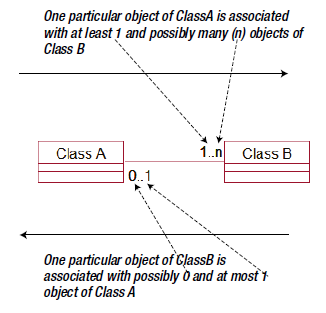 One particular object of ClassA is associated
with at least 1 and possibly many (n) objects of
Class B
Class A
1..n
Class B
0..1
One particular object of ClassB is
associated with possibly 0 and at most 1
object of Class A